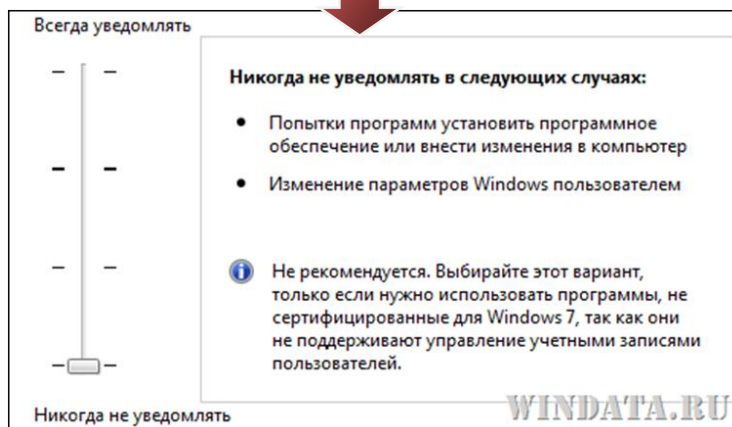 Всегда уведомлять
Никогда не уведомлять в следующих случаях:
• Попытки программ установить программное
обеспечение или внести изменения в компьютер
• Изменение параметров Windows пользователем
Не рекомендуется. Выбирайте этот вариант,
только если нужно использовать программы, не
сертифицированные для Windows 7, так как они
не поддерживают управление учетными записями
пользователей.
Никогда не уведомлять
WINDATA.RU